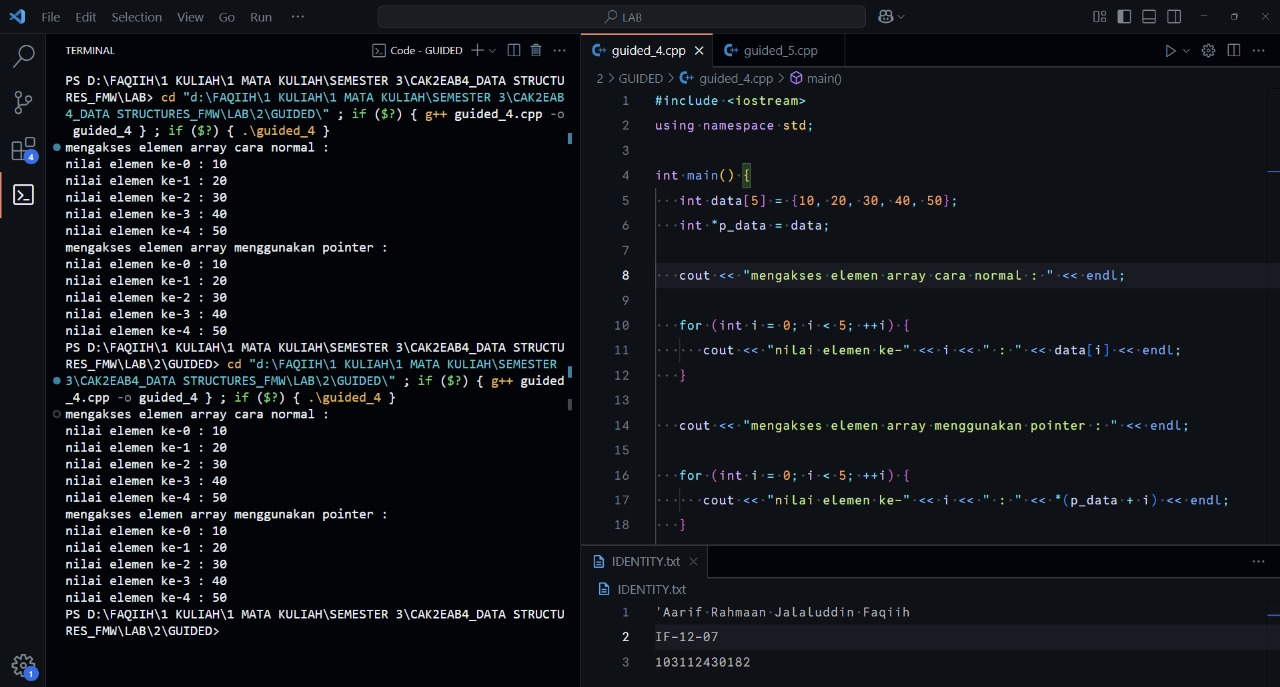 File Edit Selection View Go Run ··· LAB
TERMINAL
Code - GUIDED
PS D:\FAQIIH\1 KULIAH\1 MATA KULIAH\SEMESTER 3\CAK2EAB4_DATA STRUCTU
RES_FMW\LAB> cd "d:\FAQIIH\1 KULIAH\1 MATA KULIAH\SEMESTER 3\CAK2EAB
4_DATA STRUCTURES_FMW\LAB\2\GUIDED\" ; if ($?) { g++ guided_4.cpp -o
guided_4 } ; if ($?) { .\guided_4 }
mengakses elemen array cara normal :
nilai elemen ke-0 : 10
nilai elemen ke-1 : 20
nilai elemen ke-2 : 30
nilai elemen ke-3 : 40
nilai elemen ke-4 : 50
mengakses elemen array menggunakan pointer :
nilai elemen ke-0 : 10
nilai elemen ke-1 : 20
nilai elemen ke-2 : 30
nilai elemen ke-3 : 40
nilai elemen ke-4 : 50
PS D:\FAQIIH\1 KULIAH\1 MATA KULIAH\SEMESTER 3\CAK2EAB4_DATA STRUCTU
RES_FMW\LAB\2\GUIDED> cd "d:\FAQIIH\1 KULIAH\1 MATA KULIAH\SEMESTER
3\CAK2EAB4_DATA STRUCTURES_FMW\LAB\2\GUIDED\" ; if ($?) { g++ guided
_4.cpp -o guided_4 } ; if ($?) { .\guided_4 }
mengakses elemen array cara normal :
nilai elemen ke-0 : 10
nilai elemen ke-1 : 20
nilai elemen ke-2 : 30
nilai elemen ke-3 : 40
nilai elemen ke-4 : 50
mengakses elemen array menggunakan pointer :
nilai elemen ke-0 : 10
nilai elemen ke-1 : 20
nilai elemen ke-2 : 30
nilai elemen ke-3 : 40
nilai elemen ke-4 : 50
PS D:\FAQIIH\1 KULIAH\1 MATA KULIAH\SEMESTER 3\CAK2EAB4_DATA STRUCTU
RES_FMW\LAB\2\GUIDED>
4
1
guided_4.cpp guided_5.cpp
2 > GUIDED > guided_4.cpp > main()
1 #include <iostream>
2 using namespace std;
3
4 int main() {
5 int data[5] = {10, 20, 30, 40, 50};
6 int *p_data = data;
7
8 cout << "mengakses elemen array cara normal : " << endl;
9
10 for (int i = 0; i < 5; ++i) {
11 cout << "nilai elemen ke-" << i << " : " << data[i] << endl;
12 }
13
14 cout << "mengakses elemen array menggunakan pointer : " << endl;
15
16 for (int i = 0; i < 5; ++i) {
17 cout << "nilai elemen ke-" << i << " : " << *(p_data + i) << endl;
18 }
IDENTITY.txt
IDENTITY.txt
1 'Aarif Rahmaan Jalaluddin Faqiih
2 IF-12-07
3 103112430182